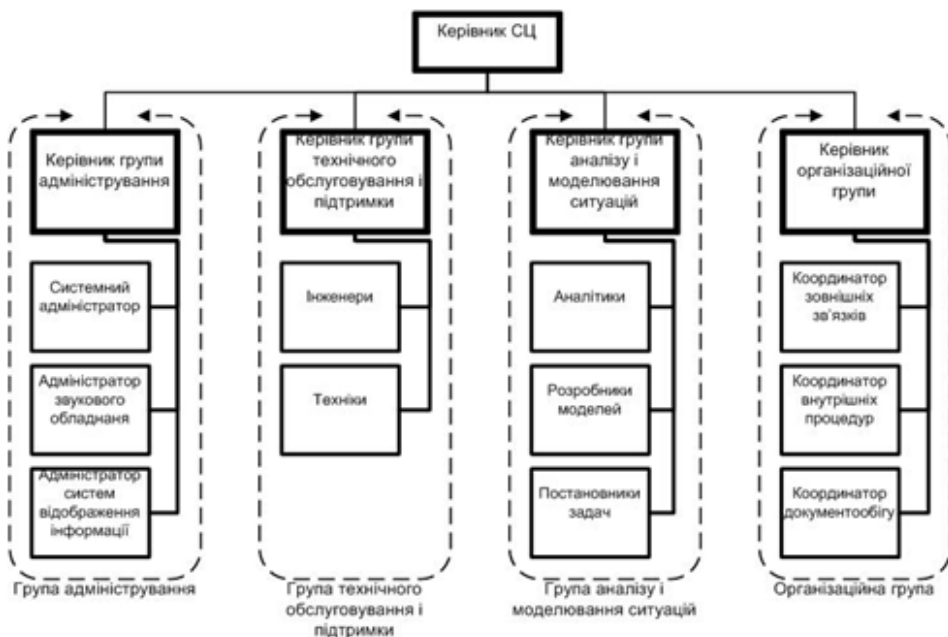 Керівник СЦ
Керівник групи
адміністрування
Системний
адміністратор
Адміністратор
звукового
обладнаня
Адміністратор
систем
відображення
інформації
Група адміністрування
Керівник групи
технічного
обслуговування і
підтримки
Інженери
Техніки
Група технічного
обслуговування і
підтримки
Керівник групи
аналізу і
моделювання
ситуацій
Аналітики
Розробники
моделей
Постановники
задач
Група аналізу і
моделювання ситуацій
Керівник
організаційної
групи
Координатор
зовнішніх
зв'язків
Координатор
внутрішніх
процедур
Координатор
документообігу
Організаційна група